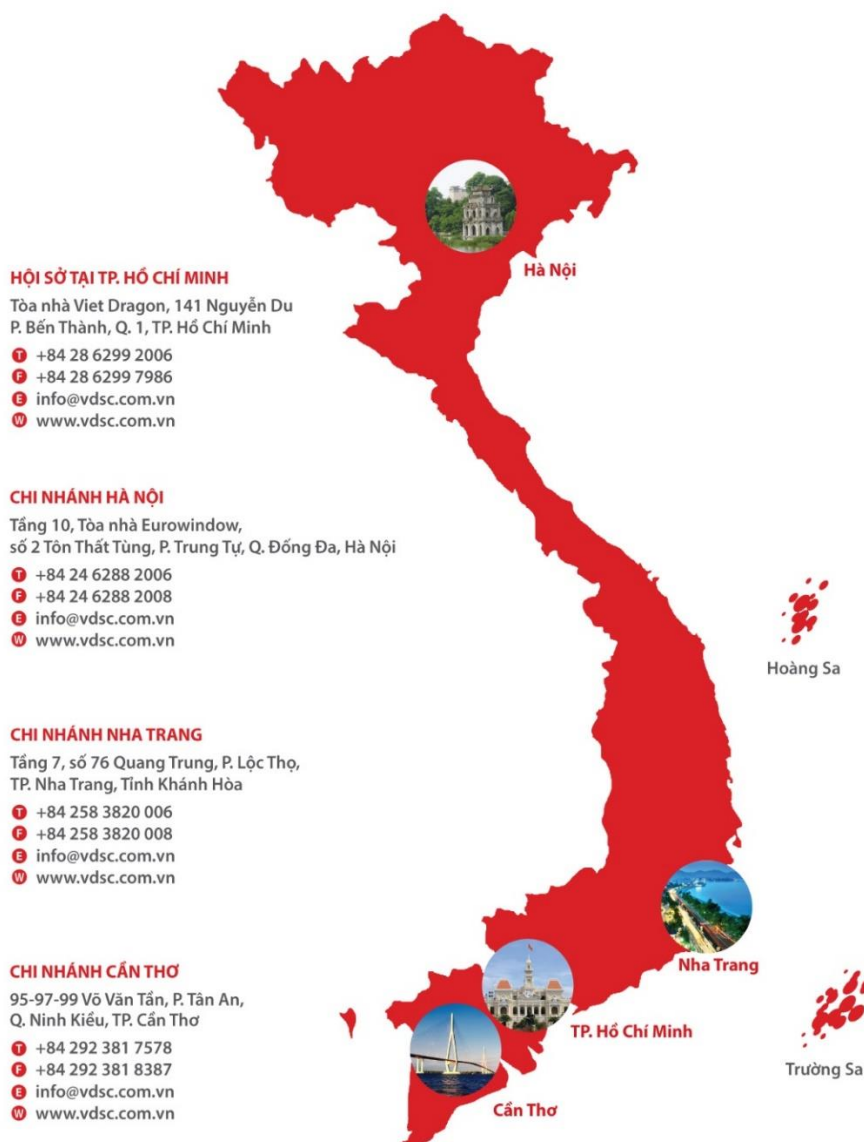 HỘI SỞ TẠI TP. HỒ CHÍ MINH
Tòa nhà Viet Dragon, 141 Nguyễn Du
P. Bến Thành, Q. 1, TP. Hồ Chí Minh
T +84 28 6299 2006
F +84 28 6299 7986
E info@vdsc.com.vn
W www.vdsc.com.vn
CHI NHÁNH HÀ NỘI
Tầng 10, Tòa nhà Eurowindow,
số 2 Tôn Thất Tùng, P. Trung Tự, Q. Đống Đa, Hà Nội
T +84 24 6288 2006
F +84 24 6288 2008
E info@vdsc.com.vn
W www.vdsc.com.vn
CHI NHÁNH NHA TRANG
Tầng 7, số 76 Quang Trung, P. Lộc Thọ,
TP. Nha Trang, Tỉnh Khánh Hòa
T +84 258 3820 006
F +84 258 3820 008
E info@vdsc.com.vn
W www.vdsc.com.vn
CHI NHÁNH CẦN THƠ
95-97-99 Võ Văn Tần, P. Tân An,
Q. Ninh Kiều, TP. Cần Thơ
T +84 292 381 7578
F +84 292 381 8387
E info@vdsc.com.vn
W www.vdsc.com.vn
Hà Nội
Hoàng Sa
Nha Trang
TP. Hồ Chí Minh
Trường Sa
Cần Thơ